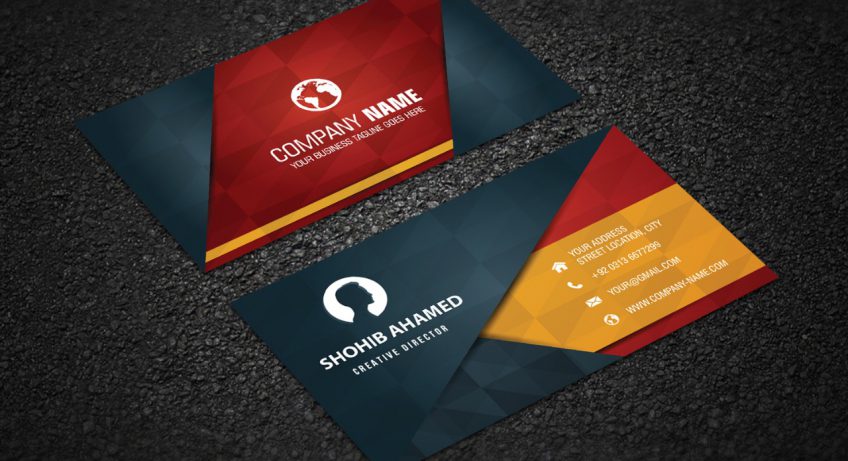 COMPANY NAME
YOUR BUSINESS TAGLINE GOES HERE
SHOHIB AHAMED
CREATIVE DIRECTOR
YOUR ADDRESS
STREET LOCATION, CITY
+92 0313 6677299
YOUR@GMAIL.COM
WWW.COMPANY-NAME.COM